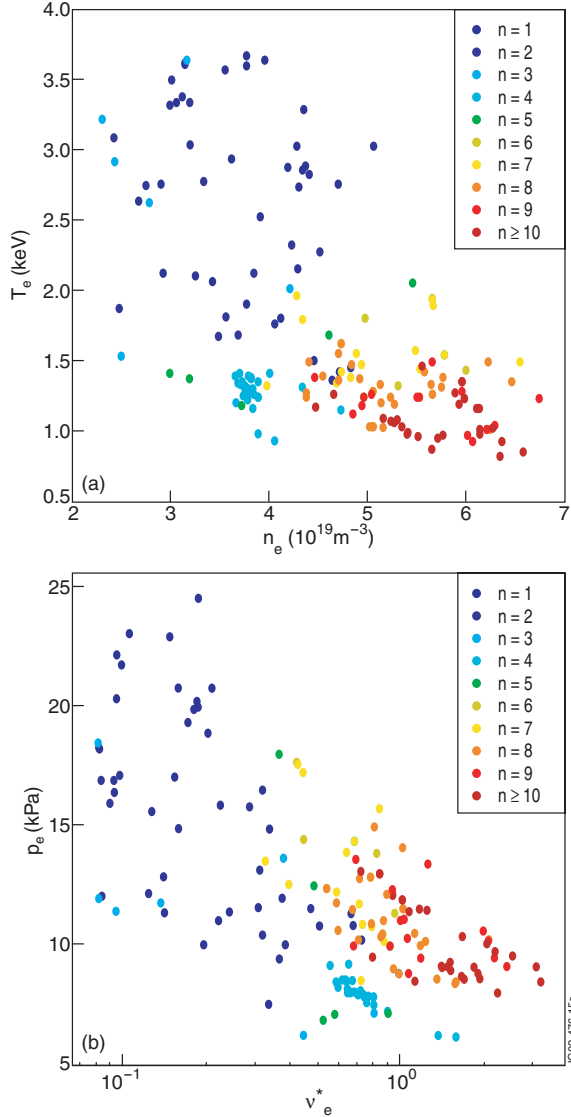 4.0
3.5
3.0
2.5
2.0
1.5
1.0
0.5
T_e (keV)
n = 1
n = 2
n = 3
n = 4
n = 5
n = 6
n = 7
n = 8
n = 9
n ≥ 10
(a)
2 3 4 5 6 7
n_e (10^19 m^−3)
25
20
15
10
5
p_e (kPa)
n = 1
n = 2
n = 3
n = 4
n = 5
n = 6
n = 7
n = 8
n = 9
n ≥ 10
(b)
10^−1 10^0
ν*_e